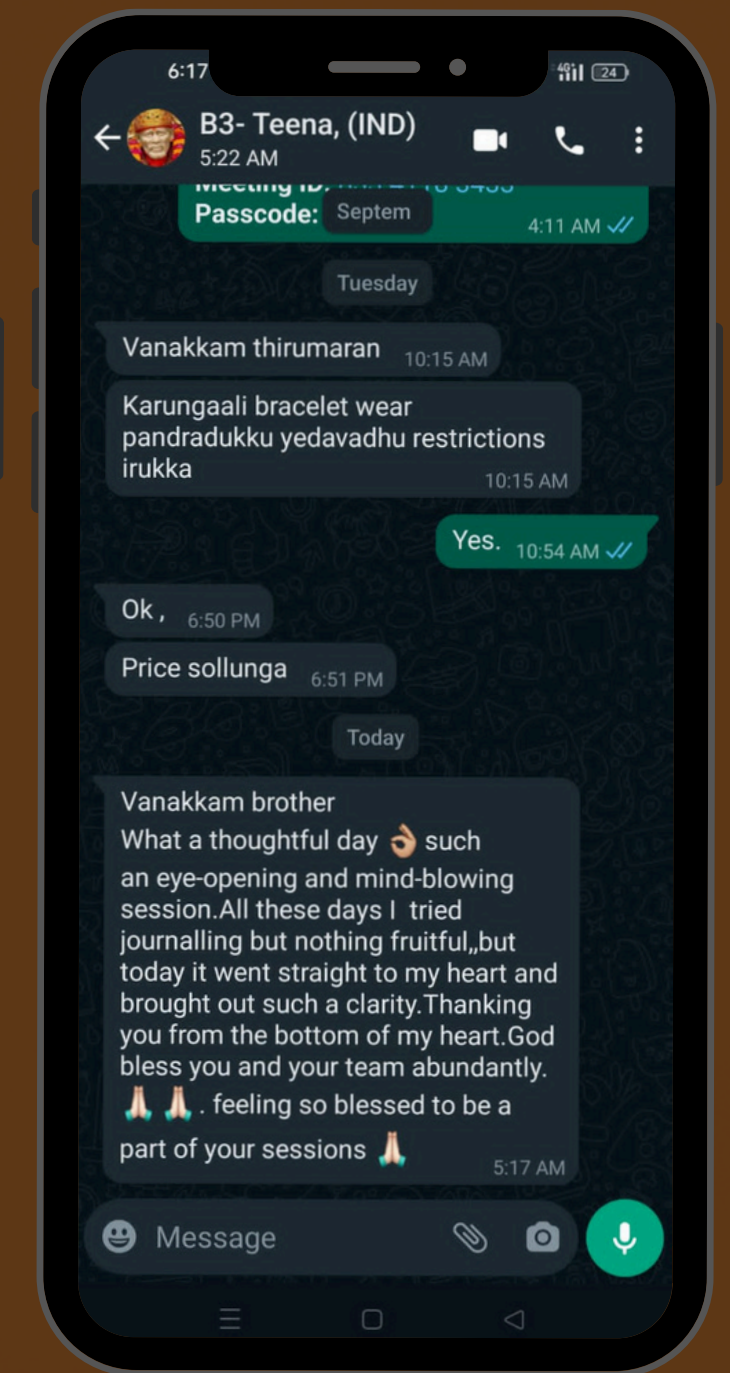 6:17
4G
24
B3- Teena, (IND)
5:22 AM
Meeting ID:
Passcode:
Septem
4:11 AM
Tuesday
Vanakkam thirumaran
10:15 AM
Karungaali bracelet wear
pandradukku yedavadhu restrictions
irukka
10:15 AM
Yes.
10:54 AM
Ok ,
6:50 PM
Price sollunga
6:51 PM
Today
Vanakkam brother
What a thoughtful day 👌🏼 such
an eye-opening and mind-blowing
session.All these days I  tried
journalling but nothing fruitful,,but
today it went straight to my heart and
brought out such a clarity.Thanking
you from the bottom of my heart.God
bless you and your team abundantly.
🙏🏻 🙏🏻 . feeling so blessed to be a
part of your sessions 🙏🏻
5:17 AM
Message